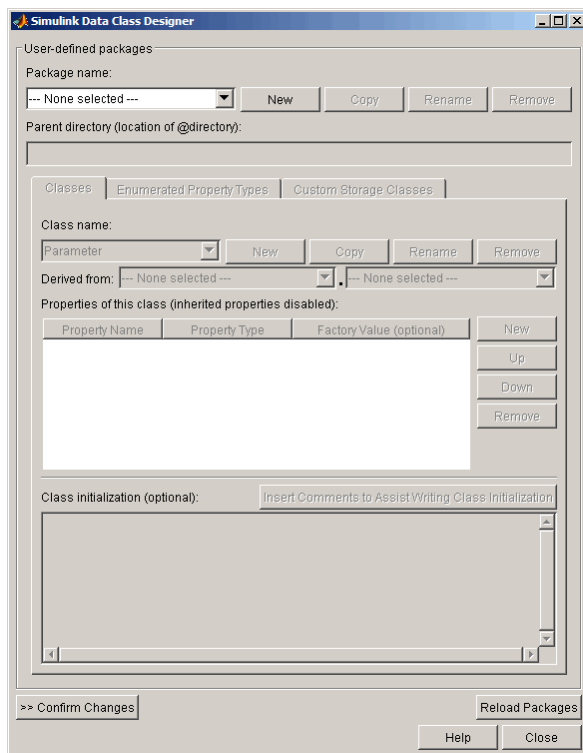 Simulink Data Class Designer
User-defined packages
Package name:
--- None selected --- New Copy Rename Remove
Parent directory (location of @directory):
Classes Enumerated Property Types Custom Storage Classes
Class name:
Parameter New Copy Rename Remove
Derived from: --- None selected --- . --- None selected ---
Properties of this class (inherited properties disabled):
Property Name Property Type Factory Value (optional) New
Up
Down
Remove
Class initialization (optional): Insert Comments to Assist Writing Class Initialization
>> Confirm Changes Reload Packages
Help Close